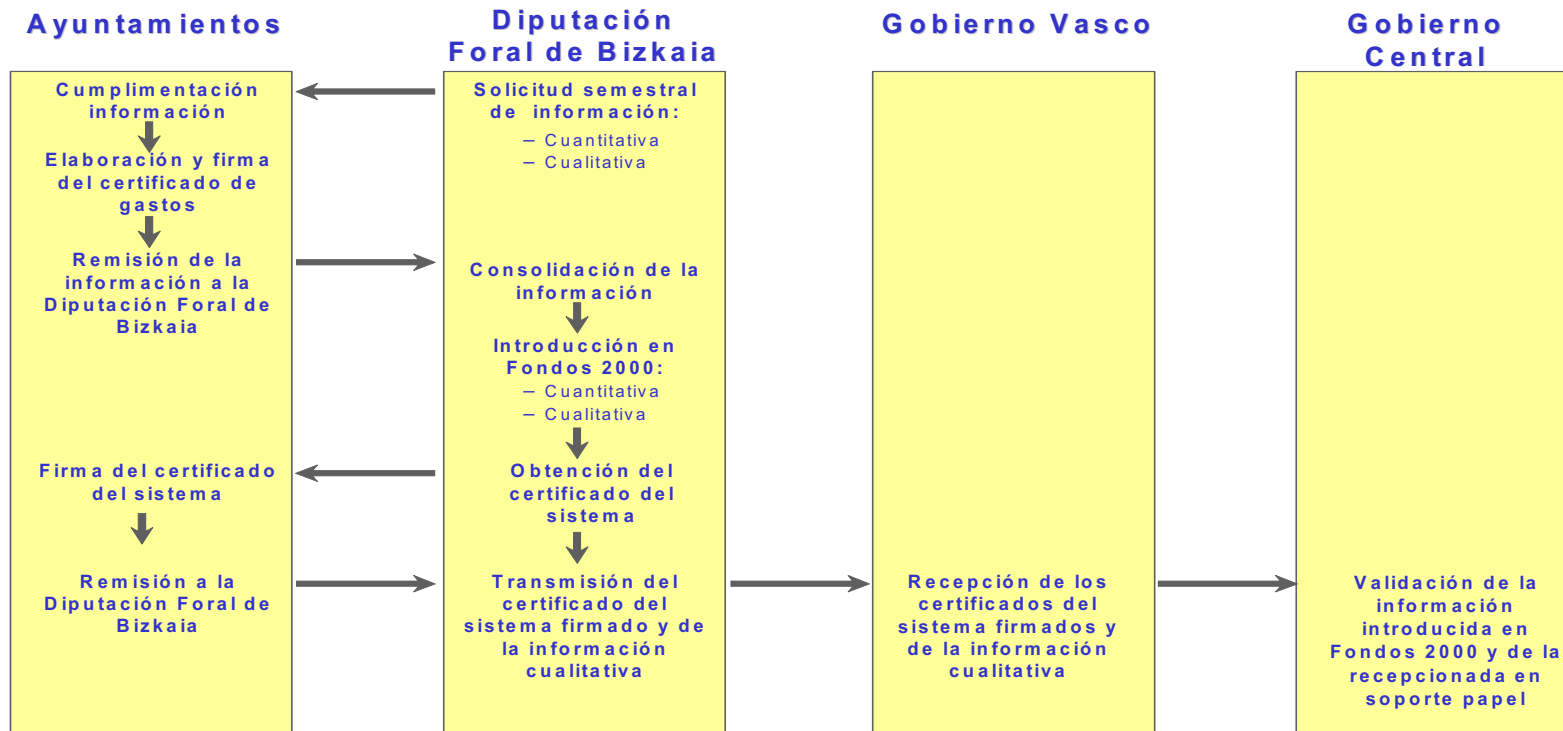 Ayuntamientos
Diputación
Foral de Bizkaia
Gobierno Vasco
Gobierno
Central
Cumplimentación
información
Elaboración y firma
del certificado de
gastos
Remisión de la
información a la
Diputación Foral de
Bizkaia
Firma del certificado
del sistema
Remisión a la
Diputación Foral de
Bizkaia
Solicitud semestral
de información:
– Cuantitativa
– Cualitativa
Consolidación de la
información
Introducción en
Fondos 2000:
– Cuantitativa
– Cualitativa
Obtención del
certificado del
sistema
Transmisión del
certificado del
sistema firmado y de
la información
cualitativa
Recepción de los
certificados del
sistema firmados y
de la información
cualitativa
Validación de la
información
introducida en
Fondos 2000 y de la
recepcionada en
soporte papel